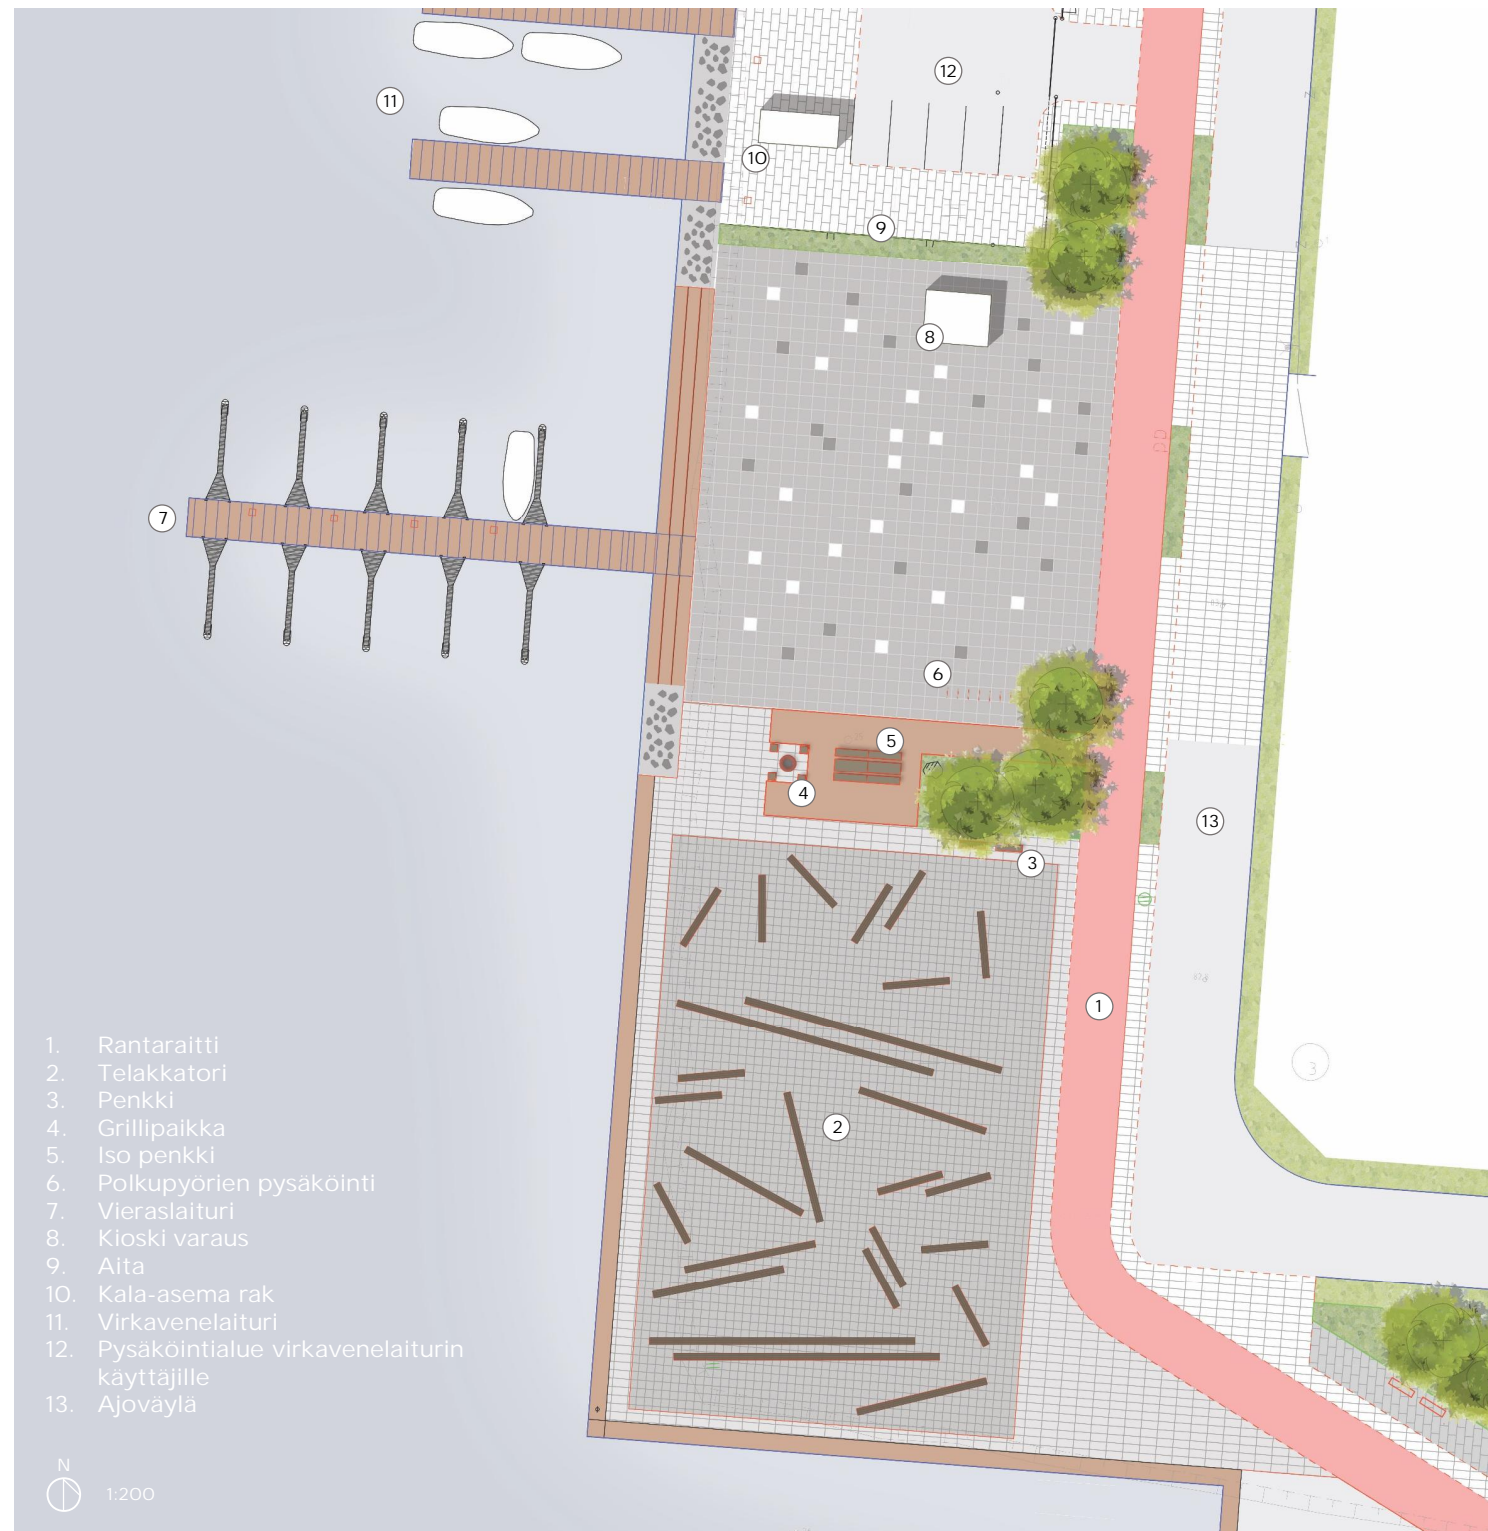 12
11
10
9
8
7
6
5
4
13
3
1
3
2
1. Rantaraitti
2. Telakkatori
3. Penkki
4. Grillipaikka
5. Iso penkki
6. Polkupyörien pysäköinti
7. Vieraslaituri
8. Kioski varaus
9. Aita
10. Kala-asema rak
11. Virkavenelaituri
12. Pysäköintialue virkavenelaiturin
käyttäjille
13. Ajoväylä
N
1:200